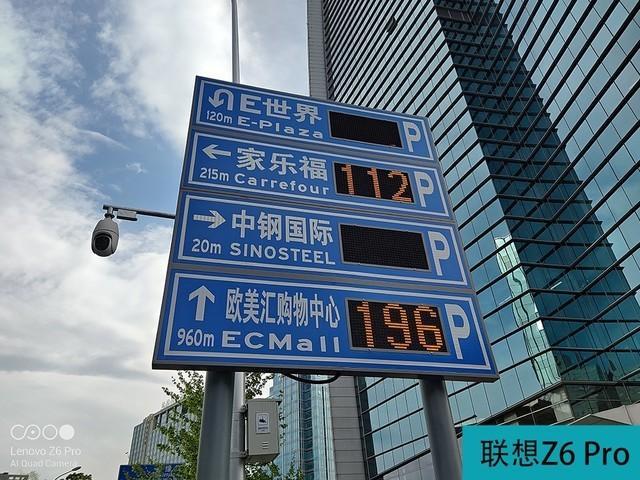 E世界
120m E-Plaza
P
家乐福
215m Carrefour
112
P
中钢国际
20m SINOSTEEL
P
欧美汇购物中心
960m ECMall
196
P
Lenovo Z6 Pro
AI Quad Camera
联想Z6 Pro